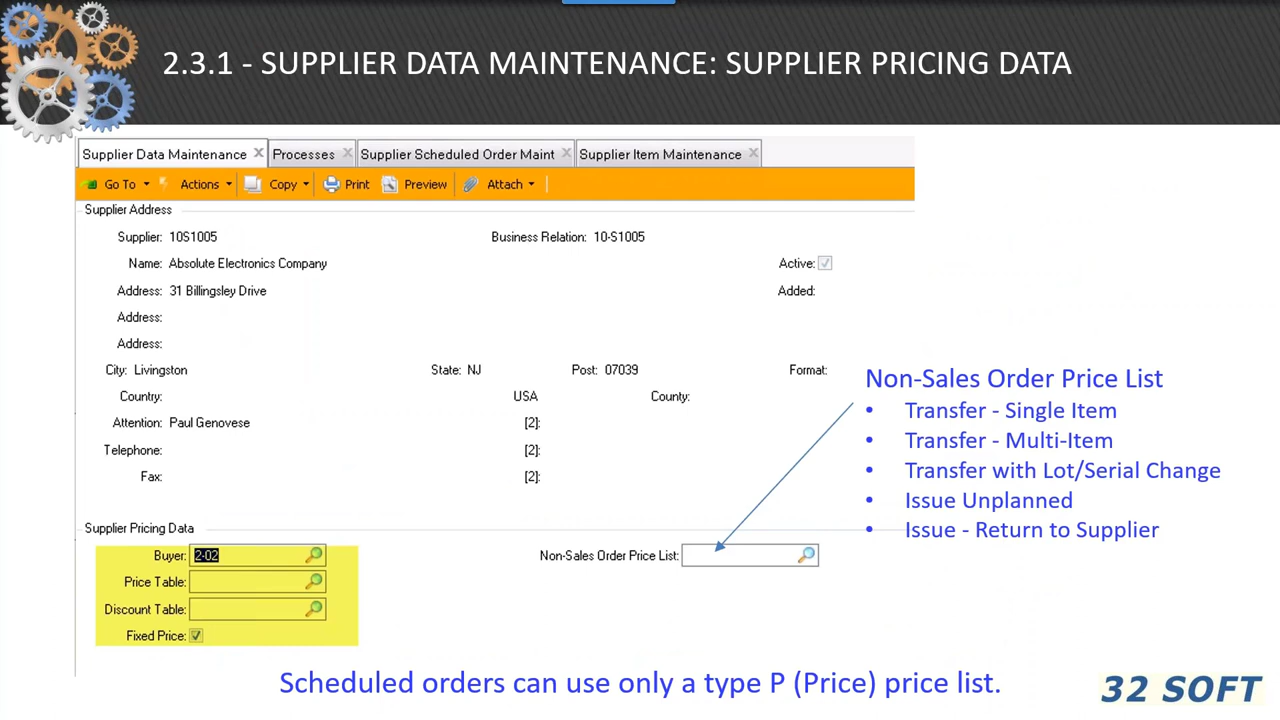 2.3.1 - SUPPLIER DATA MAINTENANCE: SUPPLIER PRICING DATA
Supplier Data Maintenance Processes Supplier Scheduled Order Maint Supplier Item Maintenance
Go To Actions Copy Print Preview Attach
Supplier Address
Supplier: 10S1005 Business Relation: 10-S1005
Name: Absolute Electronics Company Active:
Address: 31 Billingsley Drive Added:
Address:
Address:
City: Livingston State: NJ Post: 07039 Format:
Country: USA County:
Attention: Paul Genovese [2]:
Telephone: [2]:
Fax: [2]:
Non-Sales Order Price List
• Transfer - Single Item
• Transfer - Multi-Item
• Transfer with Lot/Serial Change
• Issue Unplanned
• Issue - Return to Supplier
Supplier Pricing Data
Buyer: 2-02 Non-Sales Order Price List:
Price Table:
Discount Table:
Fixed Price:
Scheduled orders can use only a type P (Price) price list.
32 SOFT